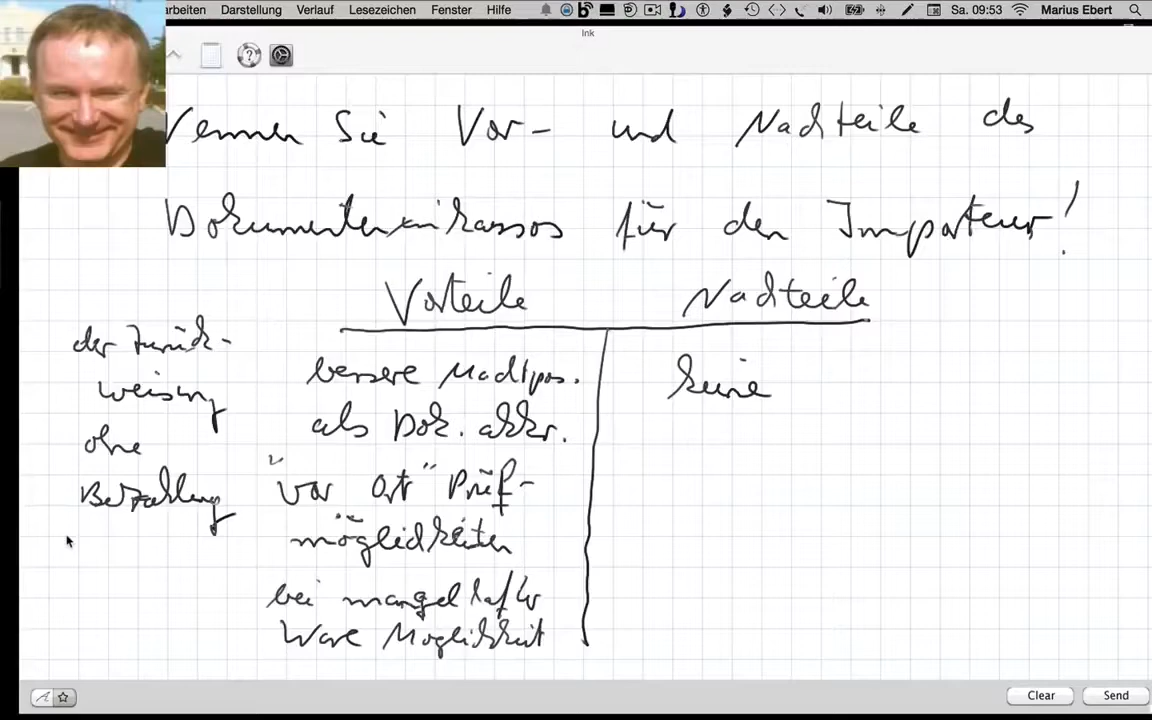 arbeiten Darstellung Verlauf Lesezeichen Fenster Hilfe Sa. 09:53 Marius Ebert
Ink
Nennen Sie Vor- und Nachteile des
Dokumenteninkassos für den Importeur!
Vorteile Nachteile
bessere Machtpos. keine
als Dok. akkr.
"vor Ort" Prüf-
möglichkeiten
bei mangelhafter
Ware Möglichkeit
der Zurück-
weisung
ohne
Bezahlung
Clear Send